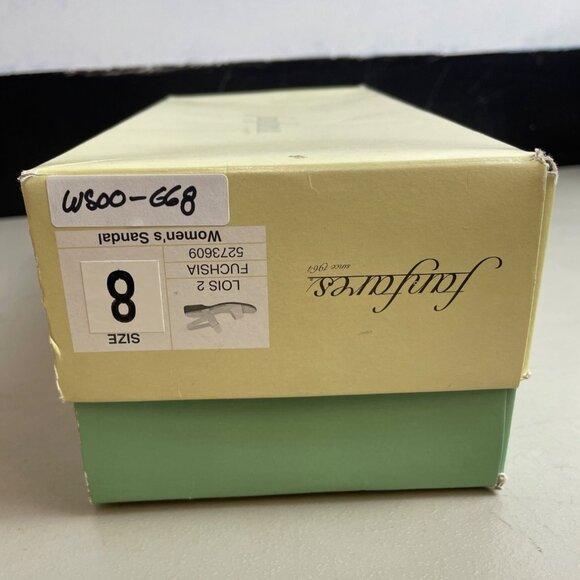 WS00-G68
SIZE
8
LOIS 2
FUCHSIA
5273609
Women's Sandal
fanfares.
since 1961